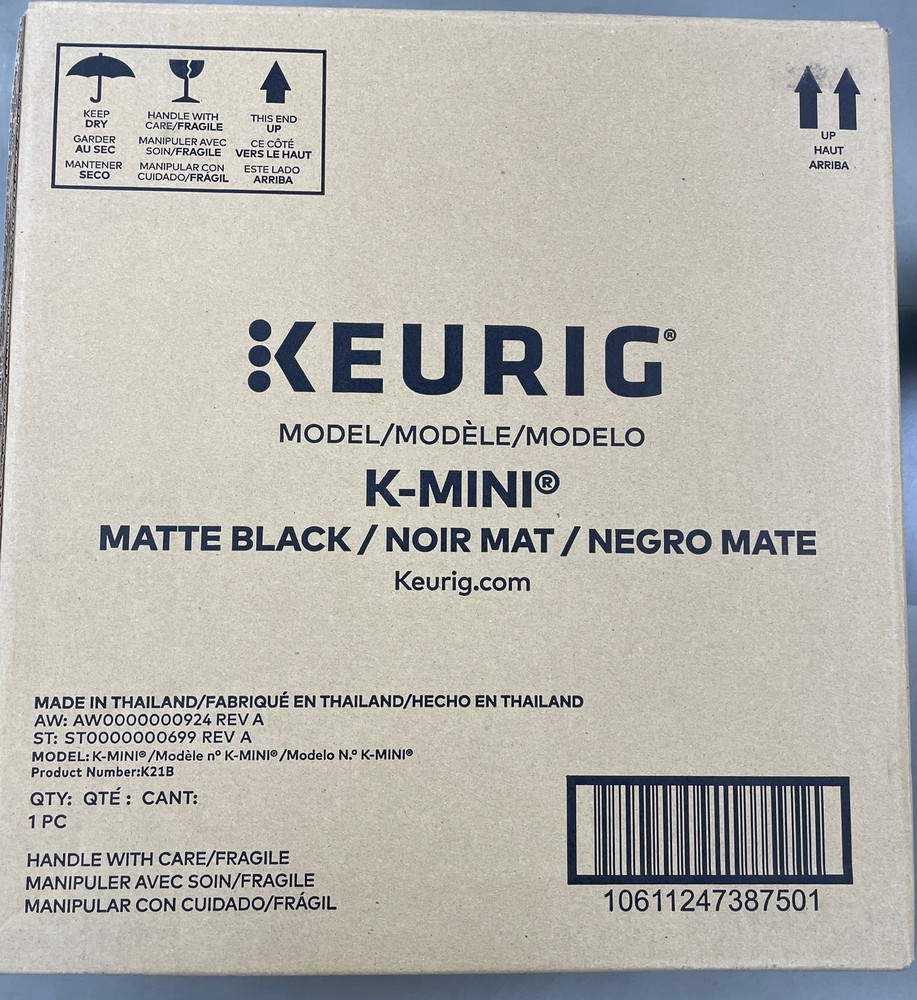 KEEP
DRY
GARDER
AU SEC
MANTENER
SECO
HANDLE WITH
CARE/FRAGILE
MANIPULER AVEC
SOIN/FRAGILE
MANIPULAR CON
CUIDADO/FRÁGIL
THIS END
UP
CE CÔTÉ
VERS LE HAUT
ESTE LADO
ARRIBA
UP
HAUT
ARRIBA
KEURIG®
MODEL/MODÈLE/MODELO
K-MINI®
MATTE BLACK / NOIR MAT / NEGRO MATE
Keurig.com
MADE IN THAILAND/FABRIQUÉ EN THAILAND/HECHO EN THAILAND
AW: AW0000000924 REV A
ST: ST0000000699 REV A
MODEL: K-MINI®/Modèle nº K-MINI®/Modelo N.º K-MINI®
Product Number:K21B
QTY: QTÉ : CANT:
1 PC
HANDLE WITH CARE/FRAGILE
MANIPULER AVEC SOIN/FRAGILE
MANIPULAR CON CUIDADO/FRÁGIL
10611247387501